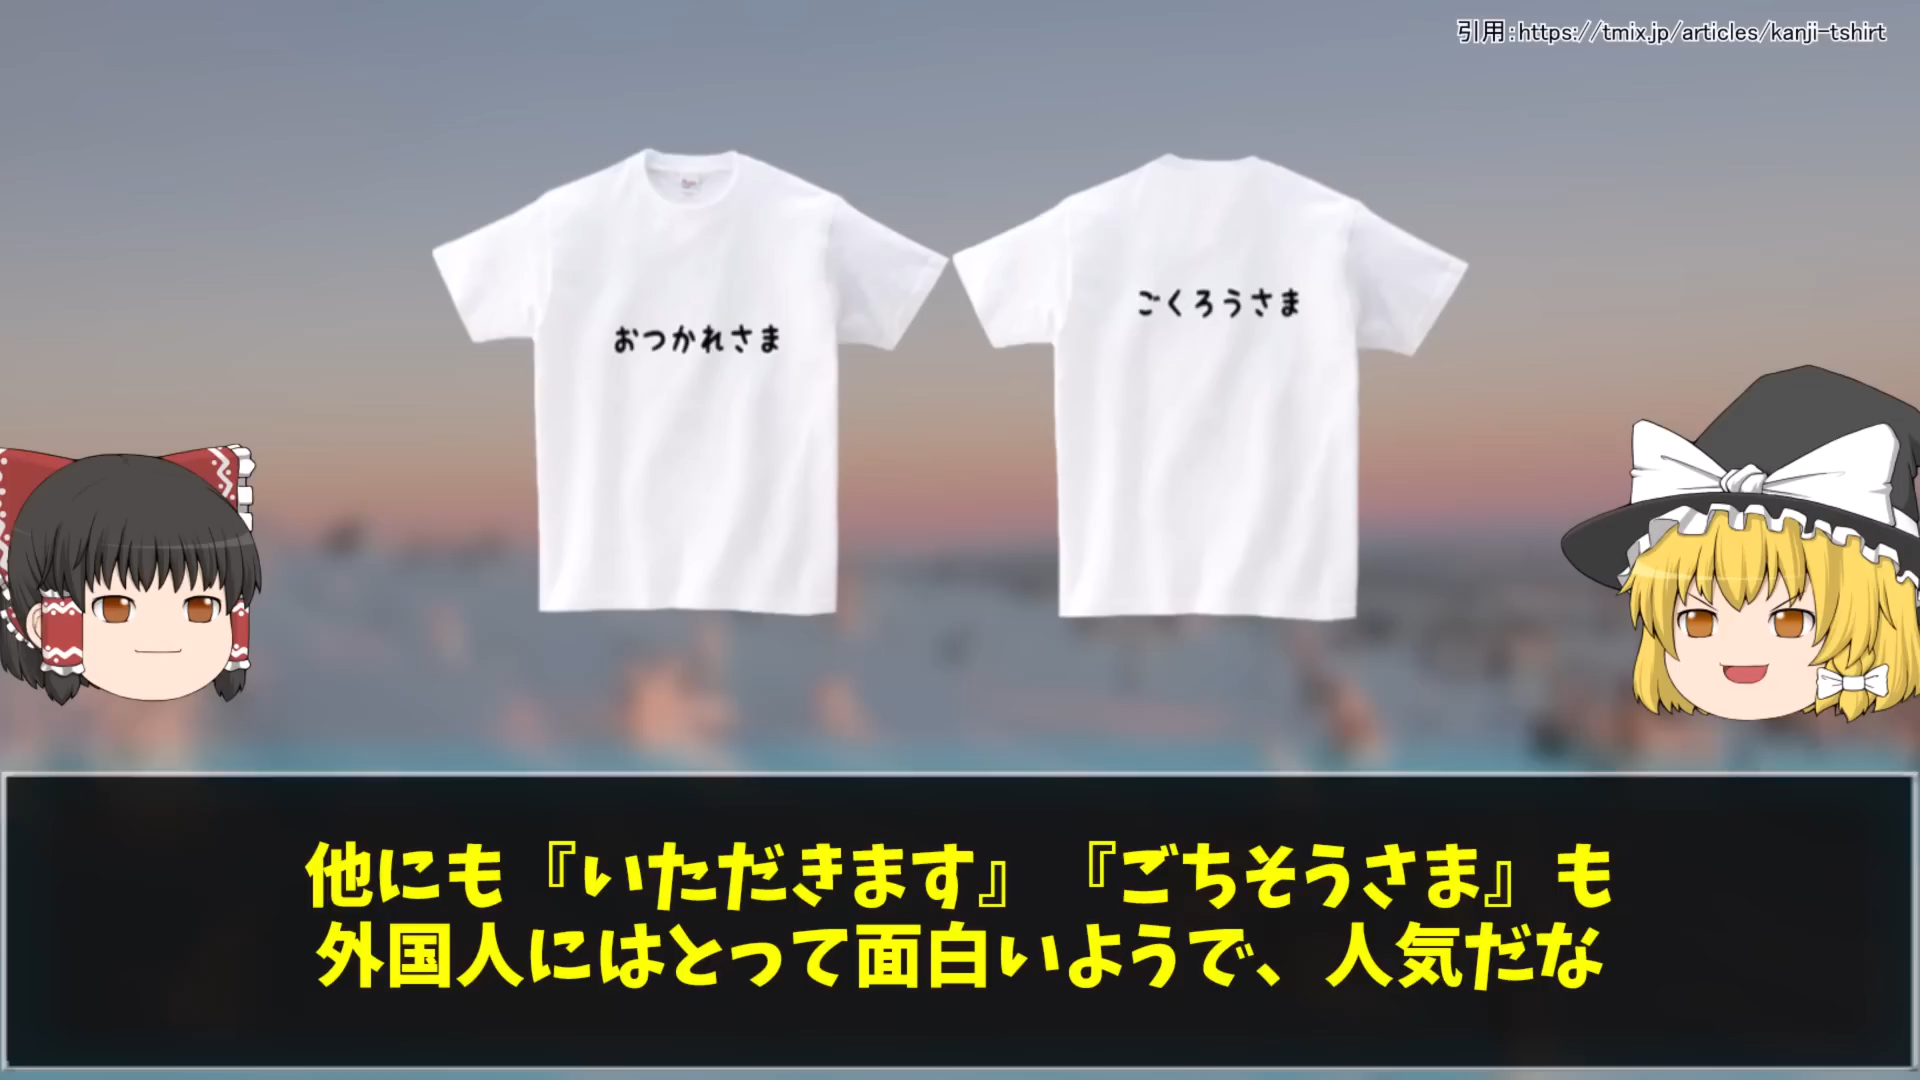 引用:https://tmix.jp/articles/kanji-tshirt
おつかれさま
ごくろうさま
他にも『いただきます』『ごちそうさま』も
外国人にはとって面白いようで、人気だな